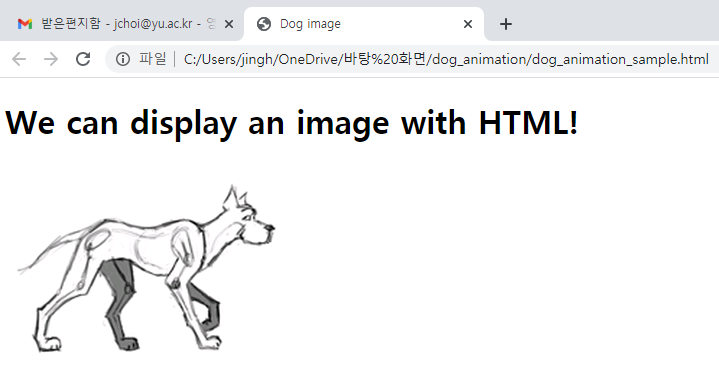 받은편지함 - jchoi@yu.ac.kr - 영
Dog image
파일 C:/Users/jingh/OneDrive/바탕%20화면/dog_animation/dog_animation_sample.html
We can display an image with HTML!